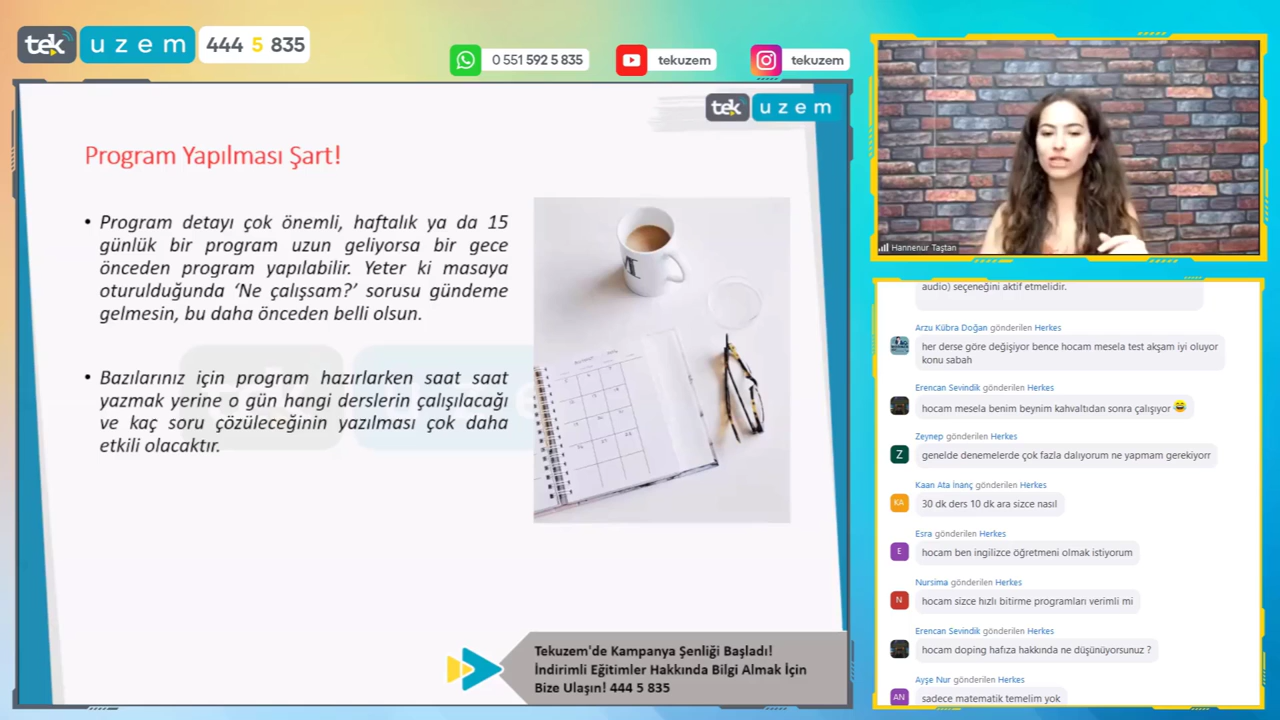 tek uzem 444 5 835
0 551 592 5 835
tekuzem
tekuzem
tek uzem
Program Yapılması Şart!
• Program detayı çok önemli, haftalık ya da 15
günlük bir program uzun geliyorsa bir gece
önceden program yapılabilir. Yeter ki masaya
oturulduğunda ‘Ne çalışsam?’ sorusu gündeme
gelmesin, bu daha önceden belli olsun.
• Bazılarınız için program hazırlarken saat saat
yazmak yerine o gün hangi derslerin çalışılacağı
ve kaç soru çözüleceğinin yazılması çok daha
etkili olacaktır.
Tekuzem'de Kampanya Şenliği Başladı!
İndirimli Eğitimler Hakkında Bilgi Almak İçin
Bize Ulaşın! 444 5 835
Hannenur Taştan
audio) seçeneğini aktif etmelidir.
Arzu Kübra Doğan gönderilen Herkes
her derse göre değişiyor bence hocam mesela test akşam iyi oluyor
konu sabah
Erencan Sevindik gönderilen Herkes
hocam mesela benim beynim kahvaltıdan sonra çalışıyor 😄
Zeynep gönderilen Herkes
Z
genelde denemelerde çok fazla dalıyorum ne yapmam gerekiyorr
Kaan Ata İnanç gönderilen Herkes
KA
30 dk ders 10 dk ara sizce nasıl
Esra gönderilen Herkes
E
hocam ben ingilizce öğretmeni olmak istiyorum
Nursima gönderilen Herkes
N
hocam sizce hızlı bitirme programları verimli mi
Erencan Sevindik gönderilen Herkes
hocam doping hafıza hakkında ne düşünüyorsunuz ?
Ayşe Nur gönderilen Herkes
AN
sadece matematik temelim yok